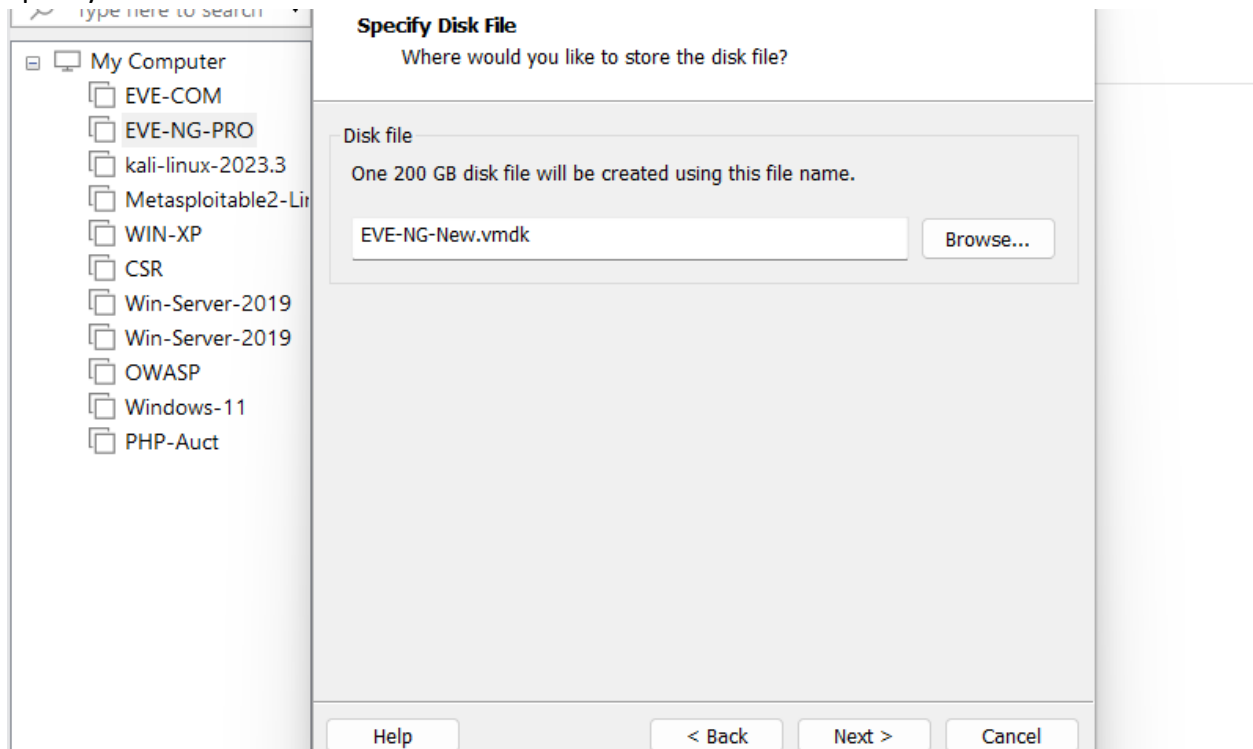 Type here to search
My Computer
EVE-COM
EVE-NG-PRO
kali-linux-2023.3
Metasploitable2-Lin
WIN-XP
CSR
Win-Server-2019
Win-Server-2019
OWASP
Windows-11
PHP-Auct
Specify Disk File
Where would you like to store the disk file?
Disk file
One 200 GB disk file will be created using this file name.
EVE-NG-New.vmdk
Browse...
Help
< Back
Next >
Cancel